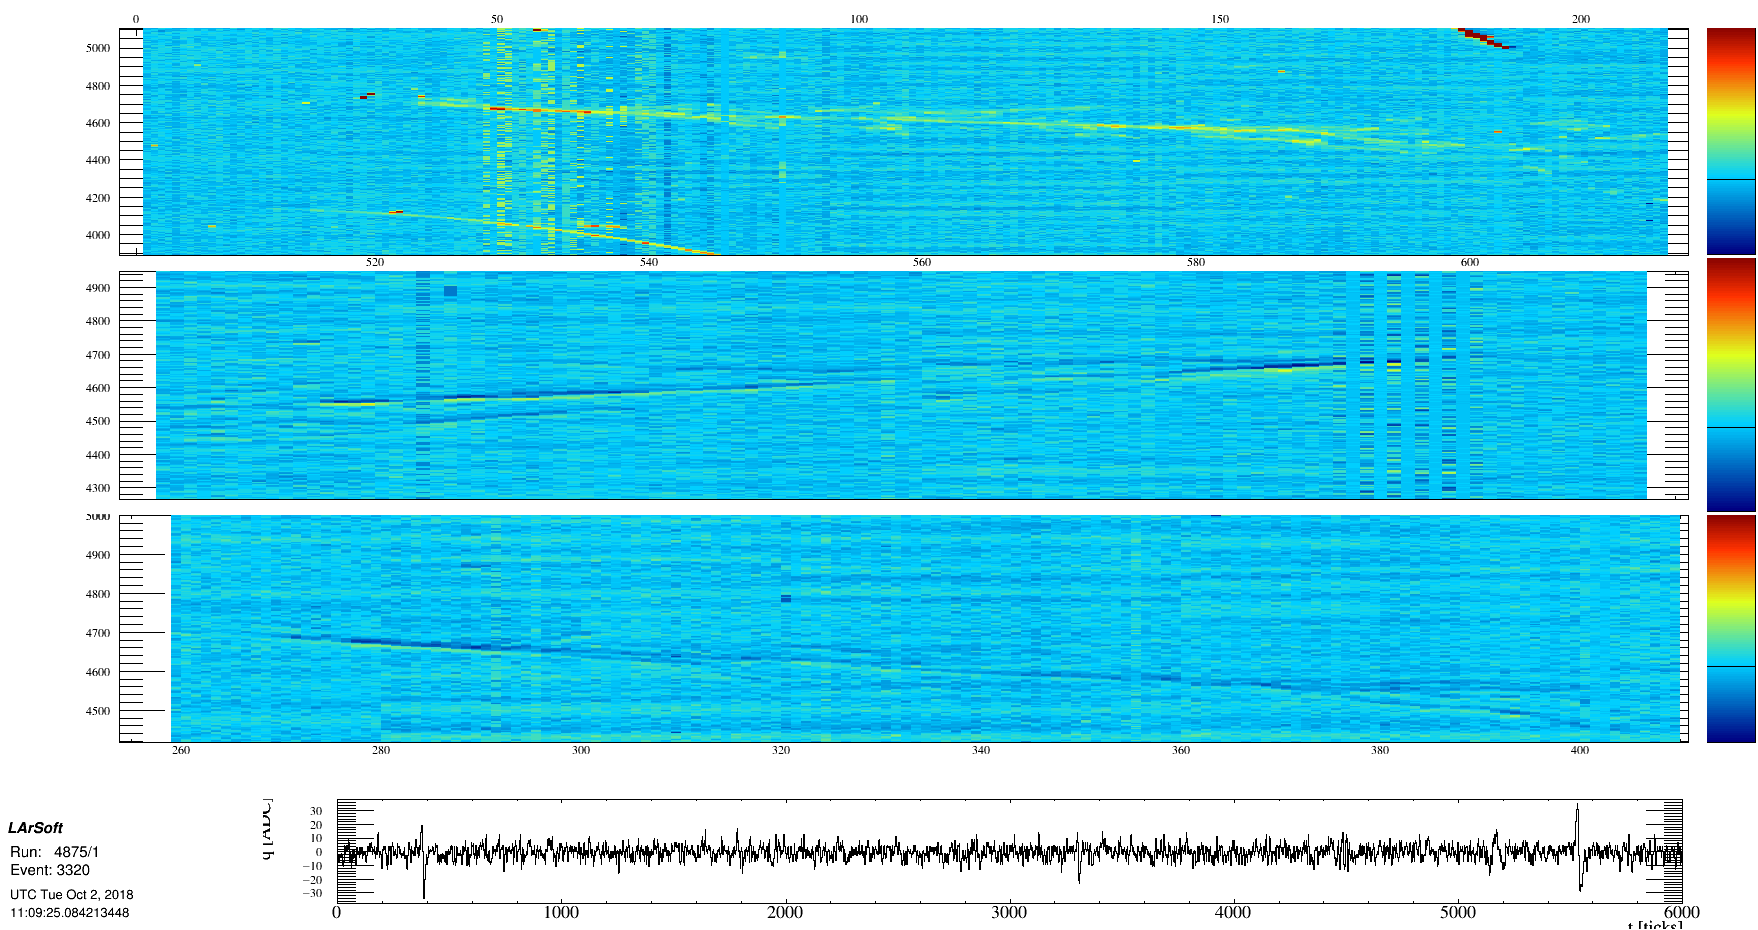 0 50 100 150 200
5000
4800
4600
4400
4200
4000
520 540 560 580 600
4900
4800
4700
4600
4500
4400
4300
5000
4900
4800
4700
4600
4500
260 280 300 320 340 360 380 400
q [ADC]
30
20
10
0
−10
−20
−30
0 1000 2000 3000 4000 5000 6000
t [ticks]
LArSoft
Run: 4875/1
Event: 3320
UTC Tue Oct 2, 2018
11:09:25.084213448